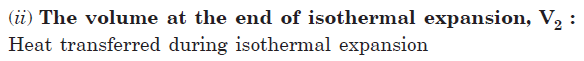 (ii) The volume at the end of isothermal expansion, V₂ :
Heat transferred during isothermal expansion